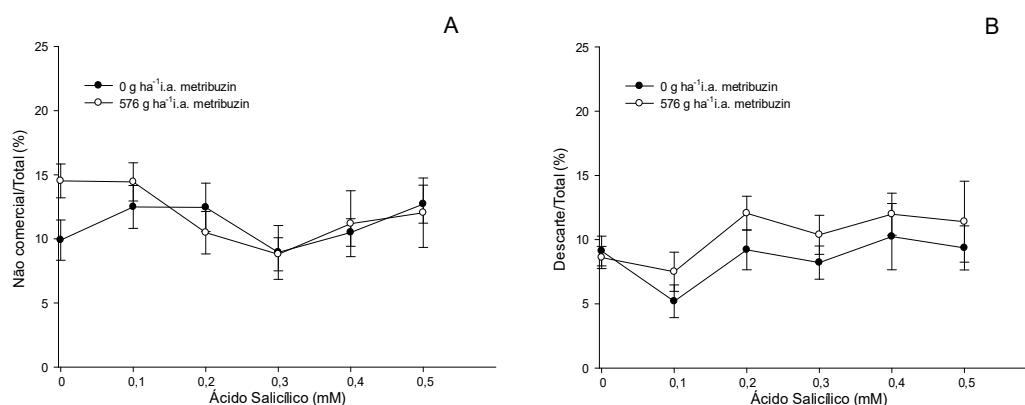 A
25
20
15
10
5
0
Não comercial/Total (%)
0 g ha⁻¹i.a. metribuzin
576 g ha⁻¹i.a. metribuzin
0 0,1 0,2 0,3 0,4 0,5
Ácido Salicílico (mM)
B
25
20
15
10
5
0
Descarte/Total (%)
0 g ha⁻¹i.a. metribuzin
576 g ha⁻¹i.a. metribuzin
0 0,1 0,2 0,3 0,4 0,5
Ácido Salicílico (mM)